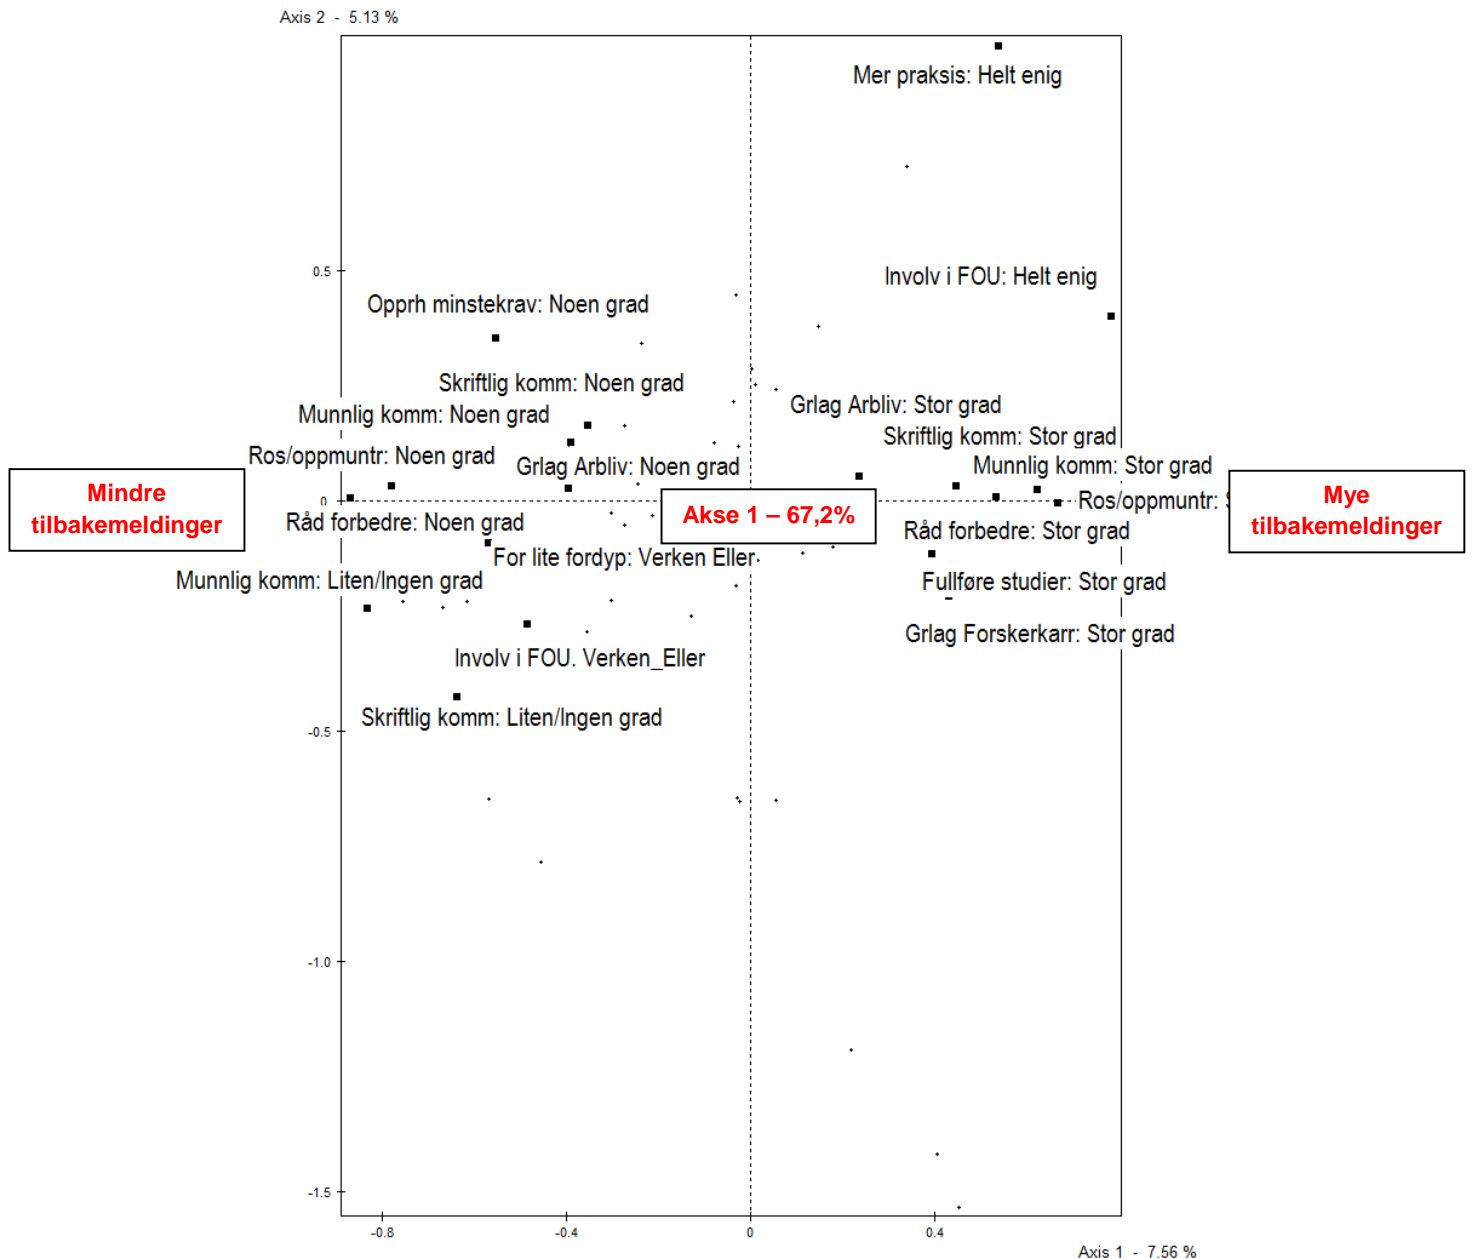 Axis 2 - 5.13 %
Mer praksis: Helt enig
0.5
Involv i FOU: Helt enig
Opprh minstekrav: Noen grad
Skriftlig komm: Noen grad
Grlag Arbliv: Stor grad
Munnlig komm: Noen grad
Skriftlig komm: Stor grad
Ros/oppmuntr: Noen grad
Grlag Arbliv: Noen grad
Munnlig komm: Stor grad
Mindre
tilbakemeldinger
0
Akse 1 – 67,2%
Ros/oppmuntr:
Mye
tilbakemeldinger
Råd forbedre: Noen grad
Råd forbedre: Stor grad
For lite fordyp: Verken Eller
Munnlig komm: Liten/Ingen grad
Fullføre studier: Stor grad
Grlag Forskerkarr: Stor grad
Involv i FOU. Verken_Eller
Skriftlig komm: Liten/Ingen grad
-0.5
-1.0
-1.5
-0.8
-0.4
0
0.4
Axis 1 - 7.56 %